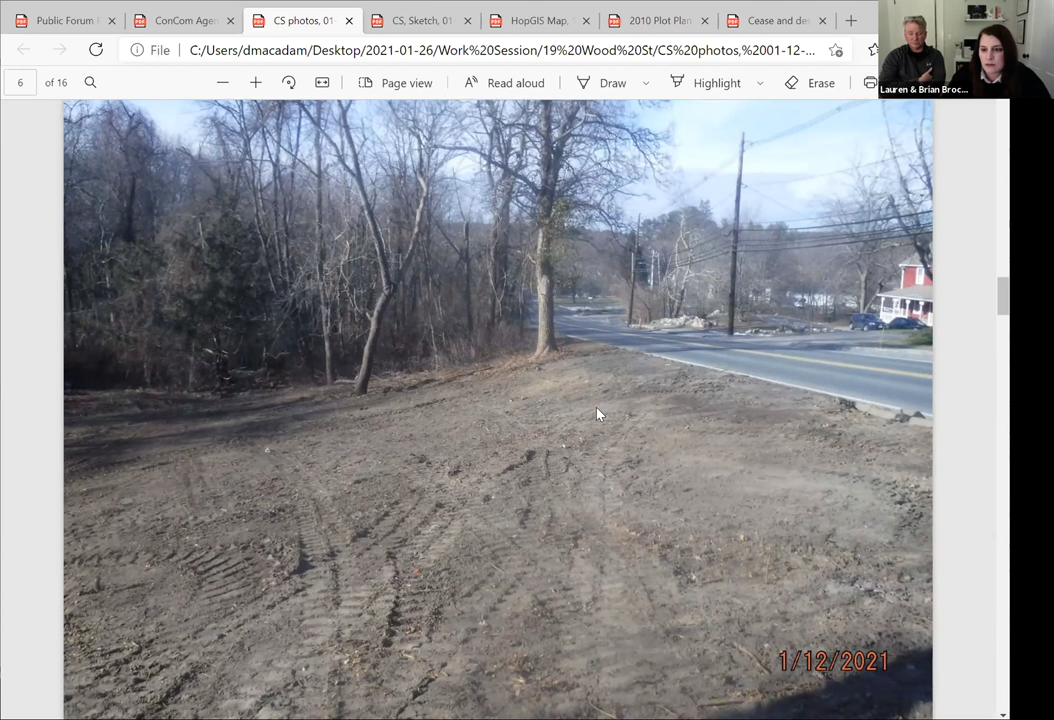 Public Forum
ConCom Agen
CS photos, 01-
CS, Sketch, 01
HopGIS Map,
2010 Plot Plan
Cease and de
File
C:/Users/dmacadam/Desktop/2021-01-26/Work%20Session/19%20Wood%20St/CS%20photos,%2001-12-...
6 of 16
Page view
Read aloud
Draw
Highlight
Erase
Lauren & Brian Broc...
1/12/2021